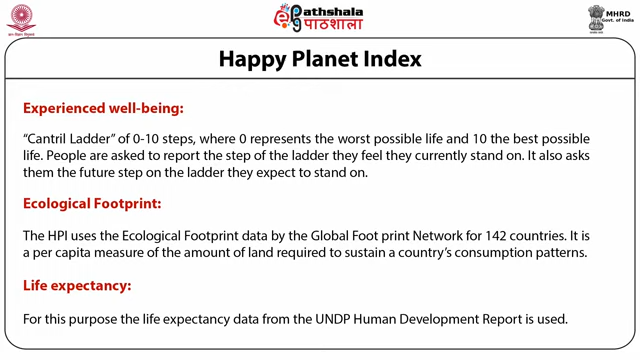 ePathshala
पाठशाला
MHRD
Govt. of India
Happy Planet Index
Experienced well-being:
“Cantril Ladder” of 0-10 steps, where 0 represents the worst possible life and 10 the best possible
life. People are asked to report the step of the ladder they feel they currently stand on. It also asks
them the future step on the ladder they expect to stand on.
Ecological Footprint:
The HPI uses the Ecological Footprint data by the Global Foot print Network for 142 countries. It is
a per capita measure of the amount of land required to sustain a country’s consumption patterns.
Life expectancy:
For this purpose the life expectancy data from the UNDP Human Development Report is used.